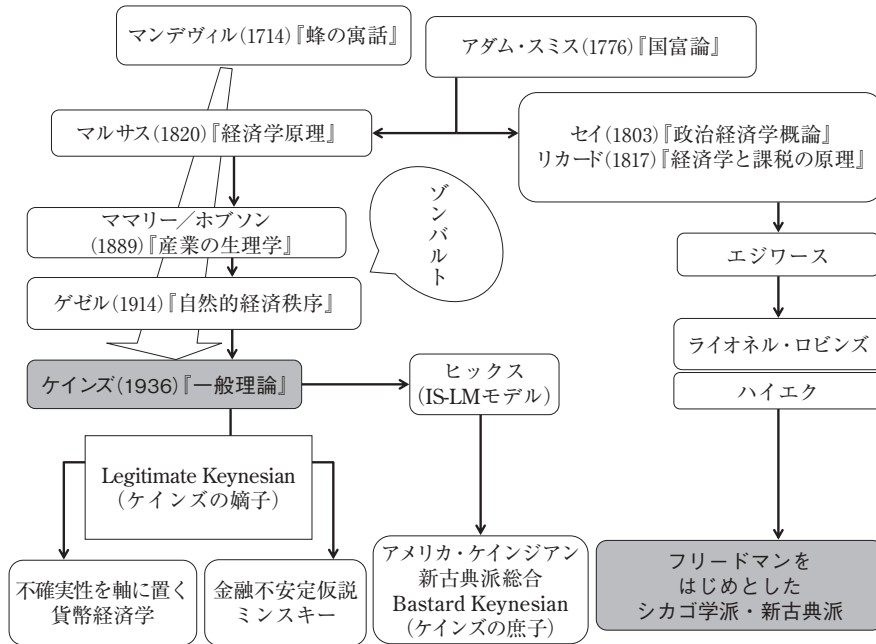 マンデヴィル(1714)『蜂の寓話』
アダム・スミス(1776)『国富論』
マルサス(1820)『経済学原理』
セイ(1803)『政治経済学概論』
リカード(1817)『経済学と課税の原理』
ママリー／ホブソン
(1889)『産業の生理学』
ゾンバルト
エジワース
ゲゼル(1914)『自然的経済秩序』
ライオネル・ロビンズ
ケインズ(1936)『一般理論』
ヒックス
(IS-LMモデル)
ハイエク
Legitimate Keynesian
(ケインズの嫡子)
不確実性を軸に置く
貨幣経済学
金融不安定仮説
ミンスキー
アメリカ・ケインジアン
新古典派総合
Bastard Keynesian
(ケインズの庶子)
フリードマンを
はじめとした
シカゴ学派・新古典派